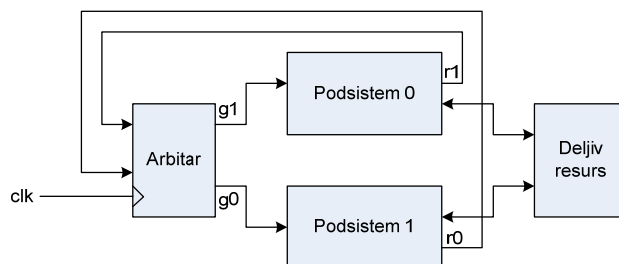 r1
Podsistem 0
g1
Arbitar
Deljiv
resurs
clk
g0
Podsistem 1
r0